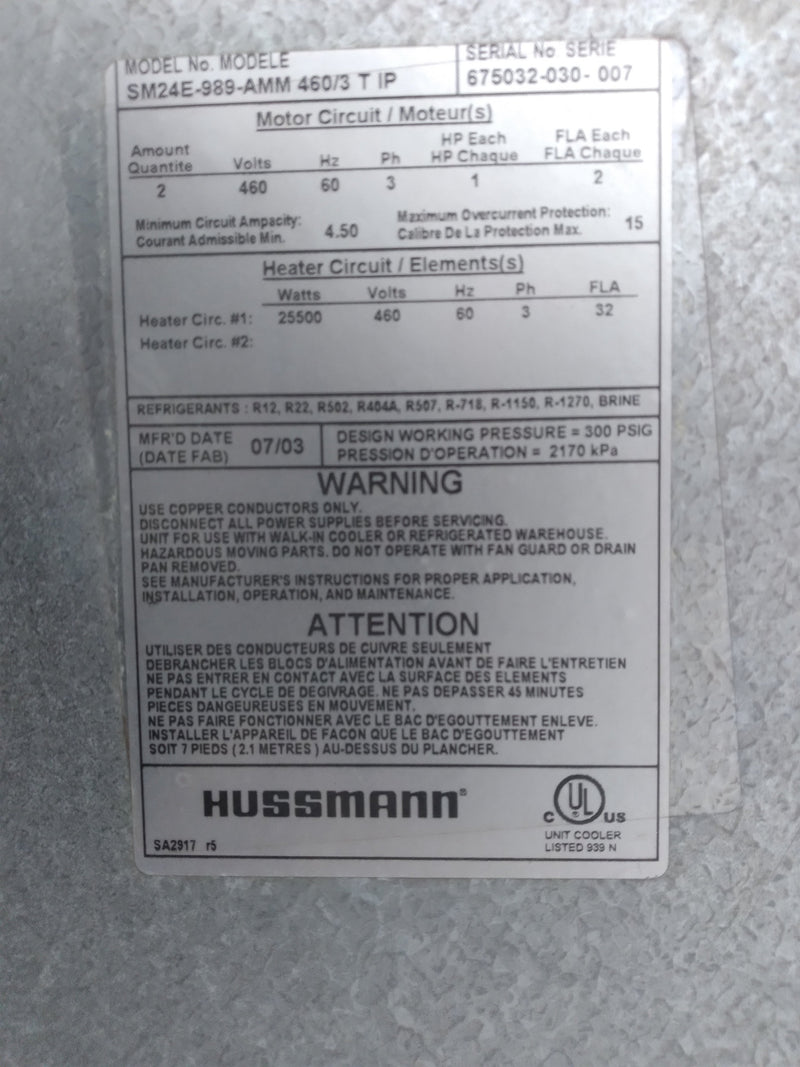 MODEL No. MODELE
SM24E-989-AMM 460/3 T IP
SERIAL No SERIE
675032-030- 007
Motor Circuit / Moteur(s)
Amount Quantite Volts Hz Ph HP Each HP Chaque FLA Each FLA Chaque
2 460 60 3 1 2
Minimum Circuit Ampacity: Courant Admissible Min. 4.50
Maximum Overcurrent Protection: Calibre De La Protection Max. 15
Heater Circuit / Elements(s)
Watts Volts Hz Ph FLA
Heater Circ. #1: 25500 460 60 3 32
Heater Circ. #2:
REFRIGERANTS : R12, R22, R502, R404A, R507, R-718, R-1150, R-1270, BRINE
MFR'D DATE
(DATE FAB) 07/03
DESIGN WORKING PRESSURE = 300 PSIG
PRESSION D'OPERATION = 2170 kPa
WARNING
USE COPPER CONDUCTORS ONLY.
DISCONNECT ALL POWER SUPPLIES BEFORE SERVICING.
UNIT FOR USE WITH WALK-IN COOLER OR REFRIGERATED WAREHOUSE.
HAZARDOUS MOVING PARTS. DO NOT OPERATE WITH FAN GUARD OR DRAIN
PAN REMOVED.
SEE MANUFACTURER'S INSTRUCTIONS FOR PROPER APPLICATION,
INSTALLATION, OPERATION, AND MAINTENANCE.
ATTENTION
UTILISER DES CONDUCTEURS DE CUIVRE SEULEMENT
DEBRANCHER LES BLOCS D'ALIMENTATION AVANT DE FAIRE L'ENTRETIEN
NE PAS ENTRER EN CONTACT AVEC LA SURFACE DES ELEMENTS
PENDANT LE CYCLE DE DEGIVRAGE. NE PAS DEPASSER 45 MINUTES
PIECES DANGEUREUSES EN MOUVEMENT.
NE PAS FAIRE FONCTIONNER AVEC LE BAC D'EGOUTTEMENT ENLEVE.
INSTALLER L'APPAREIL DE FACON QUE LE BAC D'EGOUTTEMENT
SOIT 7 PIEDS ( 2.1 METRES ) AU-DESSUS DU PLANCHER.
HUSSMANN®
SA2917 r5
C UL ® US
UNIT COOLER
LISTED 939 N